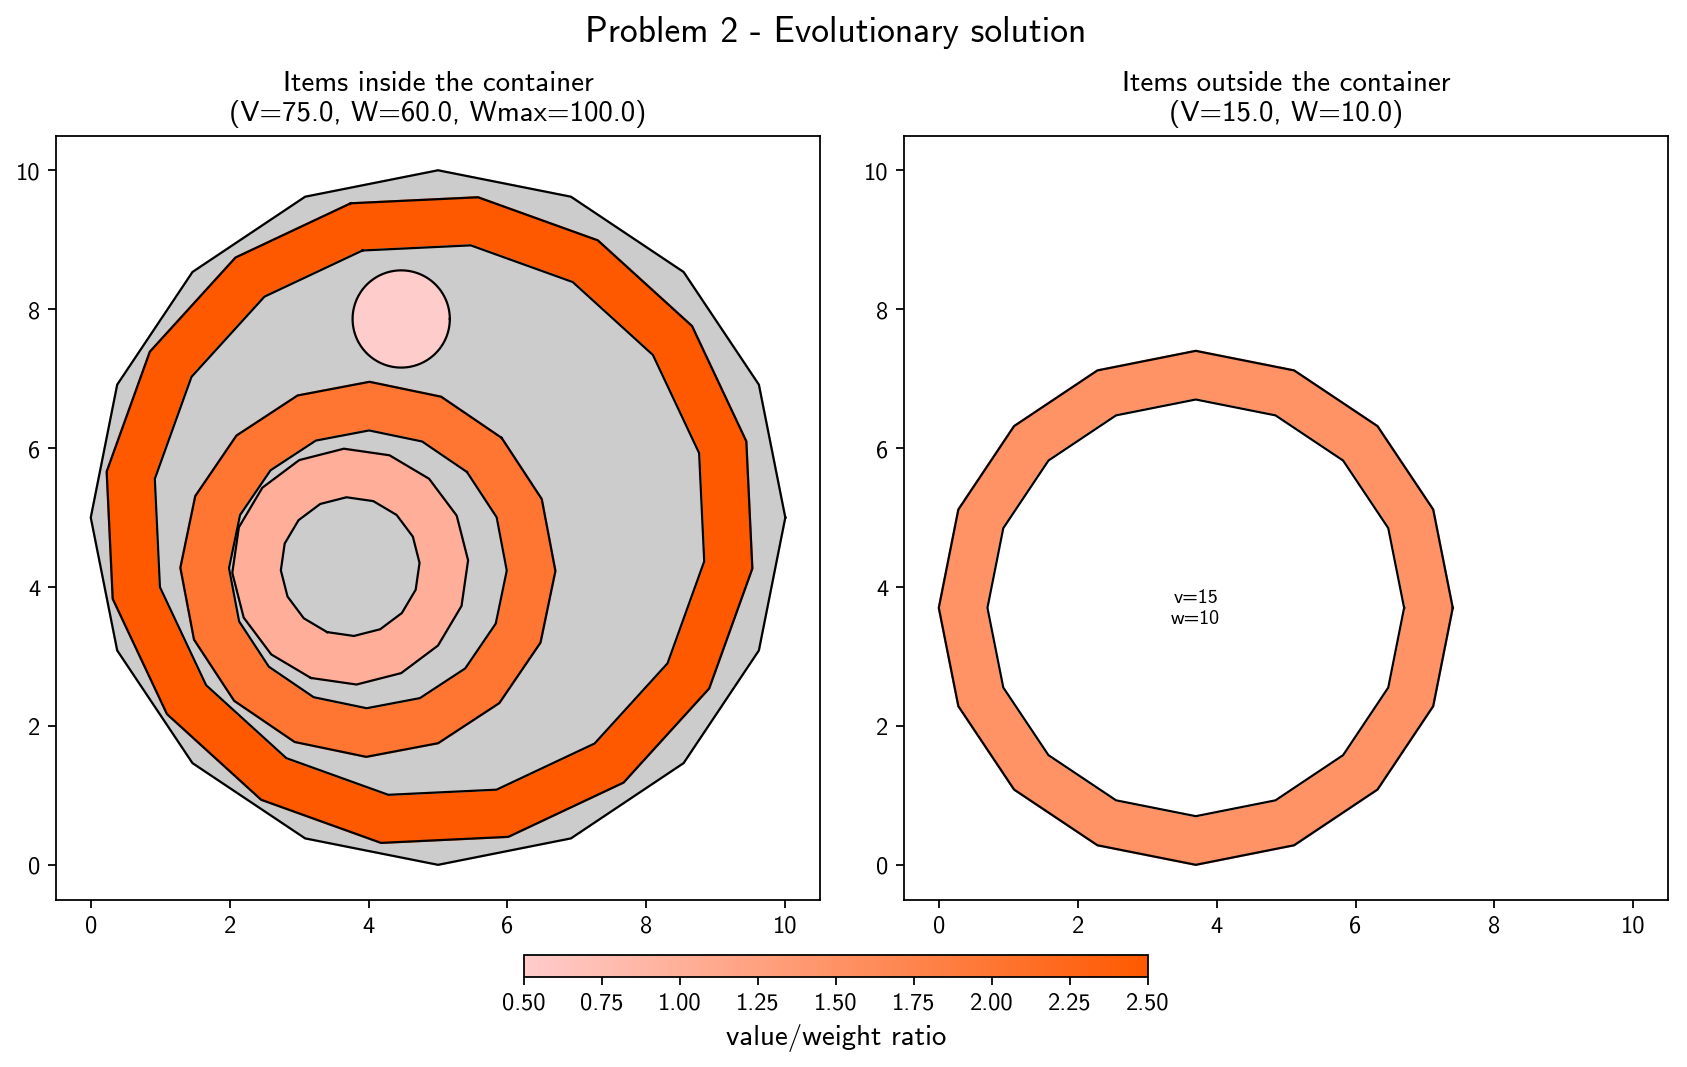 Problem 2 - Evolutionary solution
Items inside the container
(V=75.0, W=60.0, Wmax=100.0)
10
8
6
4
2
0
0 2 4 6 8 10
Items outside the container
(V=15.0, W=10.0)
10
8
6
4
2
0
v=15
w=10
0 2 4 6 8 10
0.50 0.75 1.00 1.25 1.50 1.75 2.00 2.25 2.50
value/weight ratio